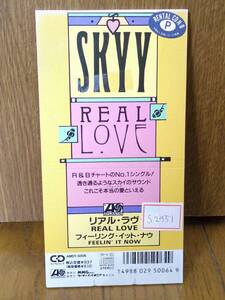 RENTAL
P
SKYY
REAL
LOVE
R&BチャートのNo.1シングル!
透き通るようなスカイのサウンド
これこそ本当の愛といえる
リアル・ラヴ
REAL LOVE
フィーリング・イット・ナウ
FEELIN' IT NOW